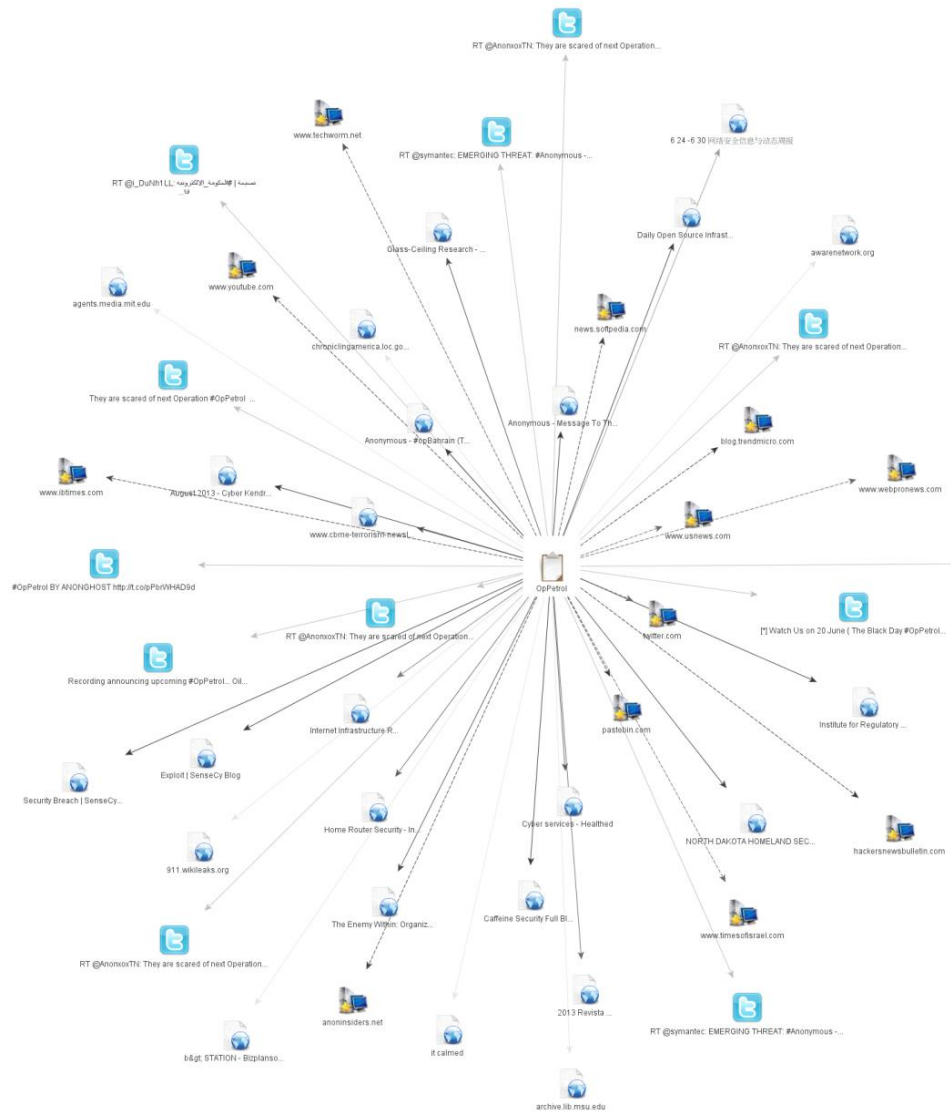 RT @AnonxoxTN: They are scared of next Operation...
www.techworm.net
6 24 -6 30 网络安全信息与动态周报
RT @symantec: EMERGING THREAT: #Anonymous -...
RT @i_DuNh1LL:
Glass-Ceiling Research - ...
Daily Open Source Infrast...
awarenetwork.org
www.youtube.com
agents.media.mit.edu
news.softpedia.com
chroniclingamerica.loc.go...
RT @AnonxoxTN: They are scared of next Operation...
They are scared of next Operation #OpPetrol ...
Anonymous - #opBahrain (T...
Anonymous - Message To Th...
blog.trendmicro.com
www.ibtimes.com
August 2013 - Cyber Kendr...
www.webpronews.com
www.cbrne-terrorism-newsl...
www.usnews.com
#OpPetrol BY ANONGHOST http://t.co/pPbrWHAD9d
OpPetrol
RT @AnonxoxTN: They are scared of next Operation...
twitter.com
[*] Watch Us on 20 June ( The Black Day #OpPetrol...
Recording announcing upcoming #OpPetrol... Oil...
Internet Infrastructure R...
pastebin.com
Institute for Regulatory ...
Exploit | SenseCy Blog
Security Breach | SenseCy...
Home Router Security - In...
Cyber services - Healthed
NORTH DAKOTA HOMELAND SEC...
hackersnewsbulletin.com
911.wikileaks.org
The Enemy Within: Organiz...
Caffeine Security Full Bl...
www.timesofisrael.com
RT @AnonxoxTN: They are scared of next Operation...
2013 Revista ...
anoninsiders.net
RT @symantec: EMERGING THREAT: #Anonymous -...
it calmed
b&gt; STATION - Bizplanso...
archive.lib.msu.edu